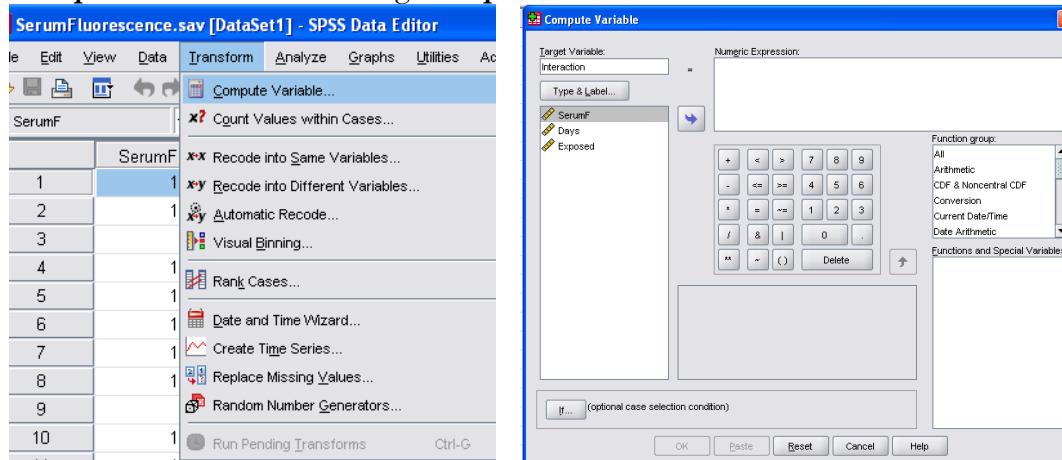 SerumFluorescence.sav [DataSet1] - SPSS Data Editor
Edit View Data Transform Analyze Graphs Utilities
SerumF
SerumF
1 1
2 1
3
4 1
5 1
6 1
7 1
8 1
9
10 1
Compute Variable...
Count Values within Cases...
Recode into Same Variables...
Recode into Different Variables...
Automatic Recode...
Visual Binning...
Rank Cases...
Date and Time Wizard...
Create Time Series...
Replace Missing Values...
Random Number Generators...
Run Pending Transforms Ctrl-G
Compute Variable
Target Variable:
Interaction
=
Numeric Expression:
Type & Label...
SerumF
Days
Exposed
+ < > 7 8 9
- <= >= 4 5 6
* = ~= 1 2 3
/ & | 0 .
** ~ ( ) Delete
Function group:
All
Arithmetic
CDF & Noncentral CDF
Conversion
Current Date/Time
Date Arithmetic
Functions and Special Variables
If... (optional case selection condition)
OK Paste Reset Cancel Help